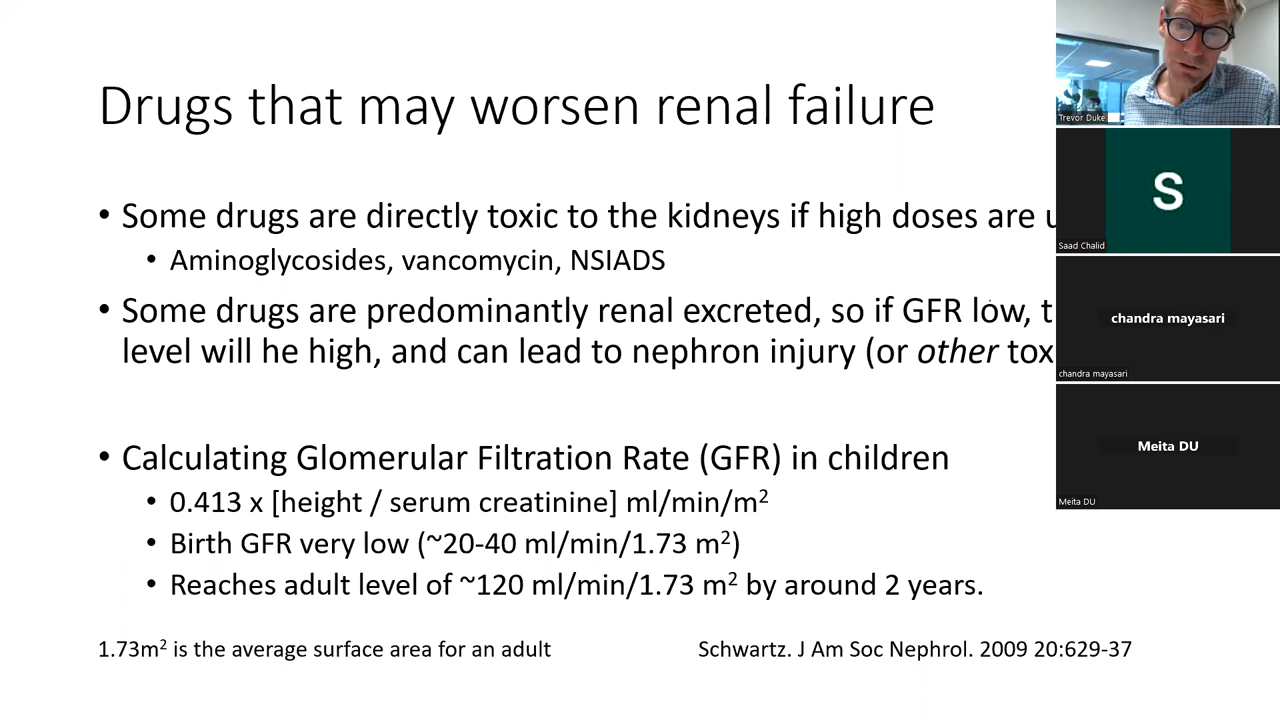 Drugs that may worsen renal failure
• Some drugs are directly toxic to the kidneys if high doses are
• Aminoglycosides, vancomycin, NSIADS
• Some drugs are predominantly renal excreted, so if GFR low,
level will he high, and can lead to nephron injury (or other
• Calculating Glomerular Filtration Rate (GFR) in children
• 0.413 x [height / serum creatinine] ml/min/m²
• Birth GFR very low (~20-40 ml/min/1.73 m²)
• Reaches adult level of ~120 ml/min/1.73 m² by around 2 years.
1.73m² is the average surface area for an adult
Schwartz. J Am Soc Nephrol. 2009 20:629-37
Trevor Duke
S
Saad Chalid
chandra mayasari
chandra mayasari
Meita DU
Meita DU